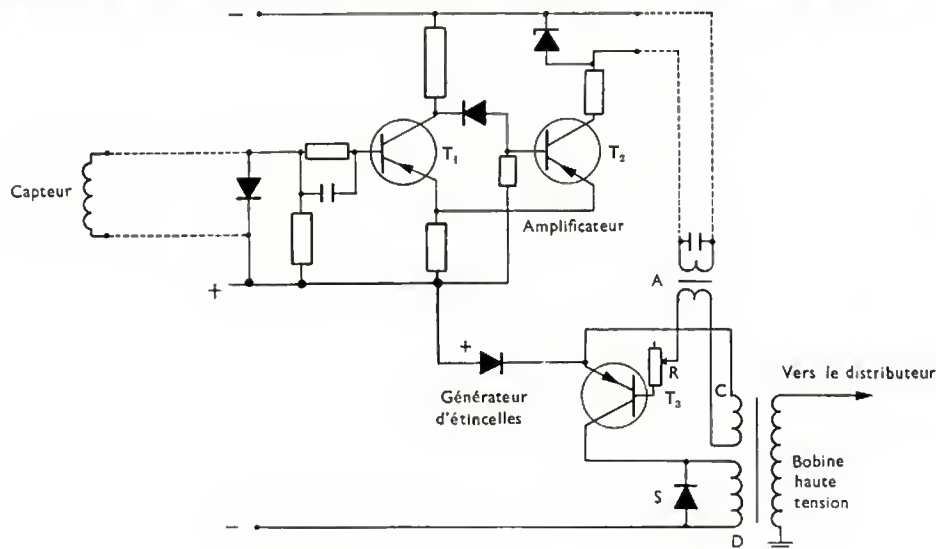 −
T₁
T₂
Capteur
Amplificateur
+
A
+
R
T₃
C
Vers le distributeur
Générateur
d'étincelles
Bobine
haute
tension
S
−
D